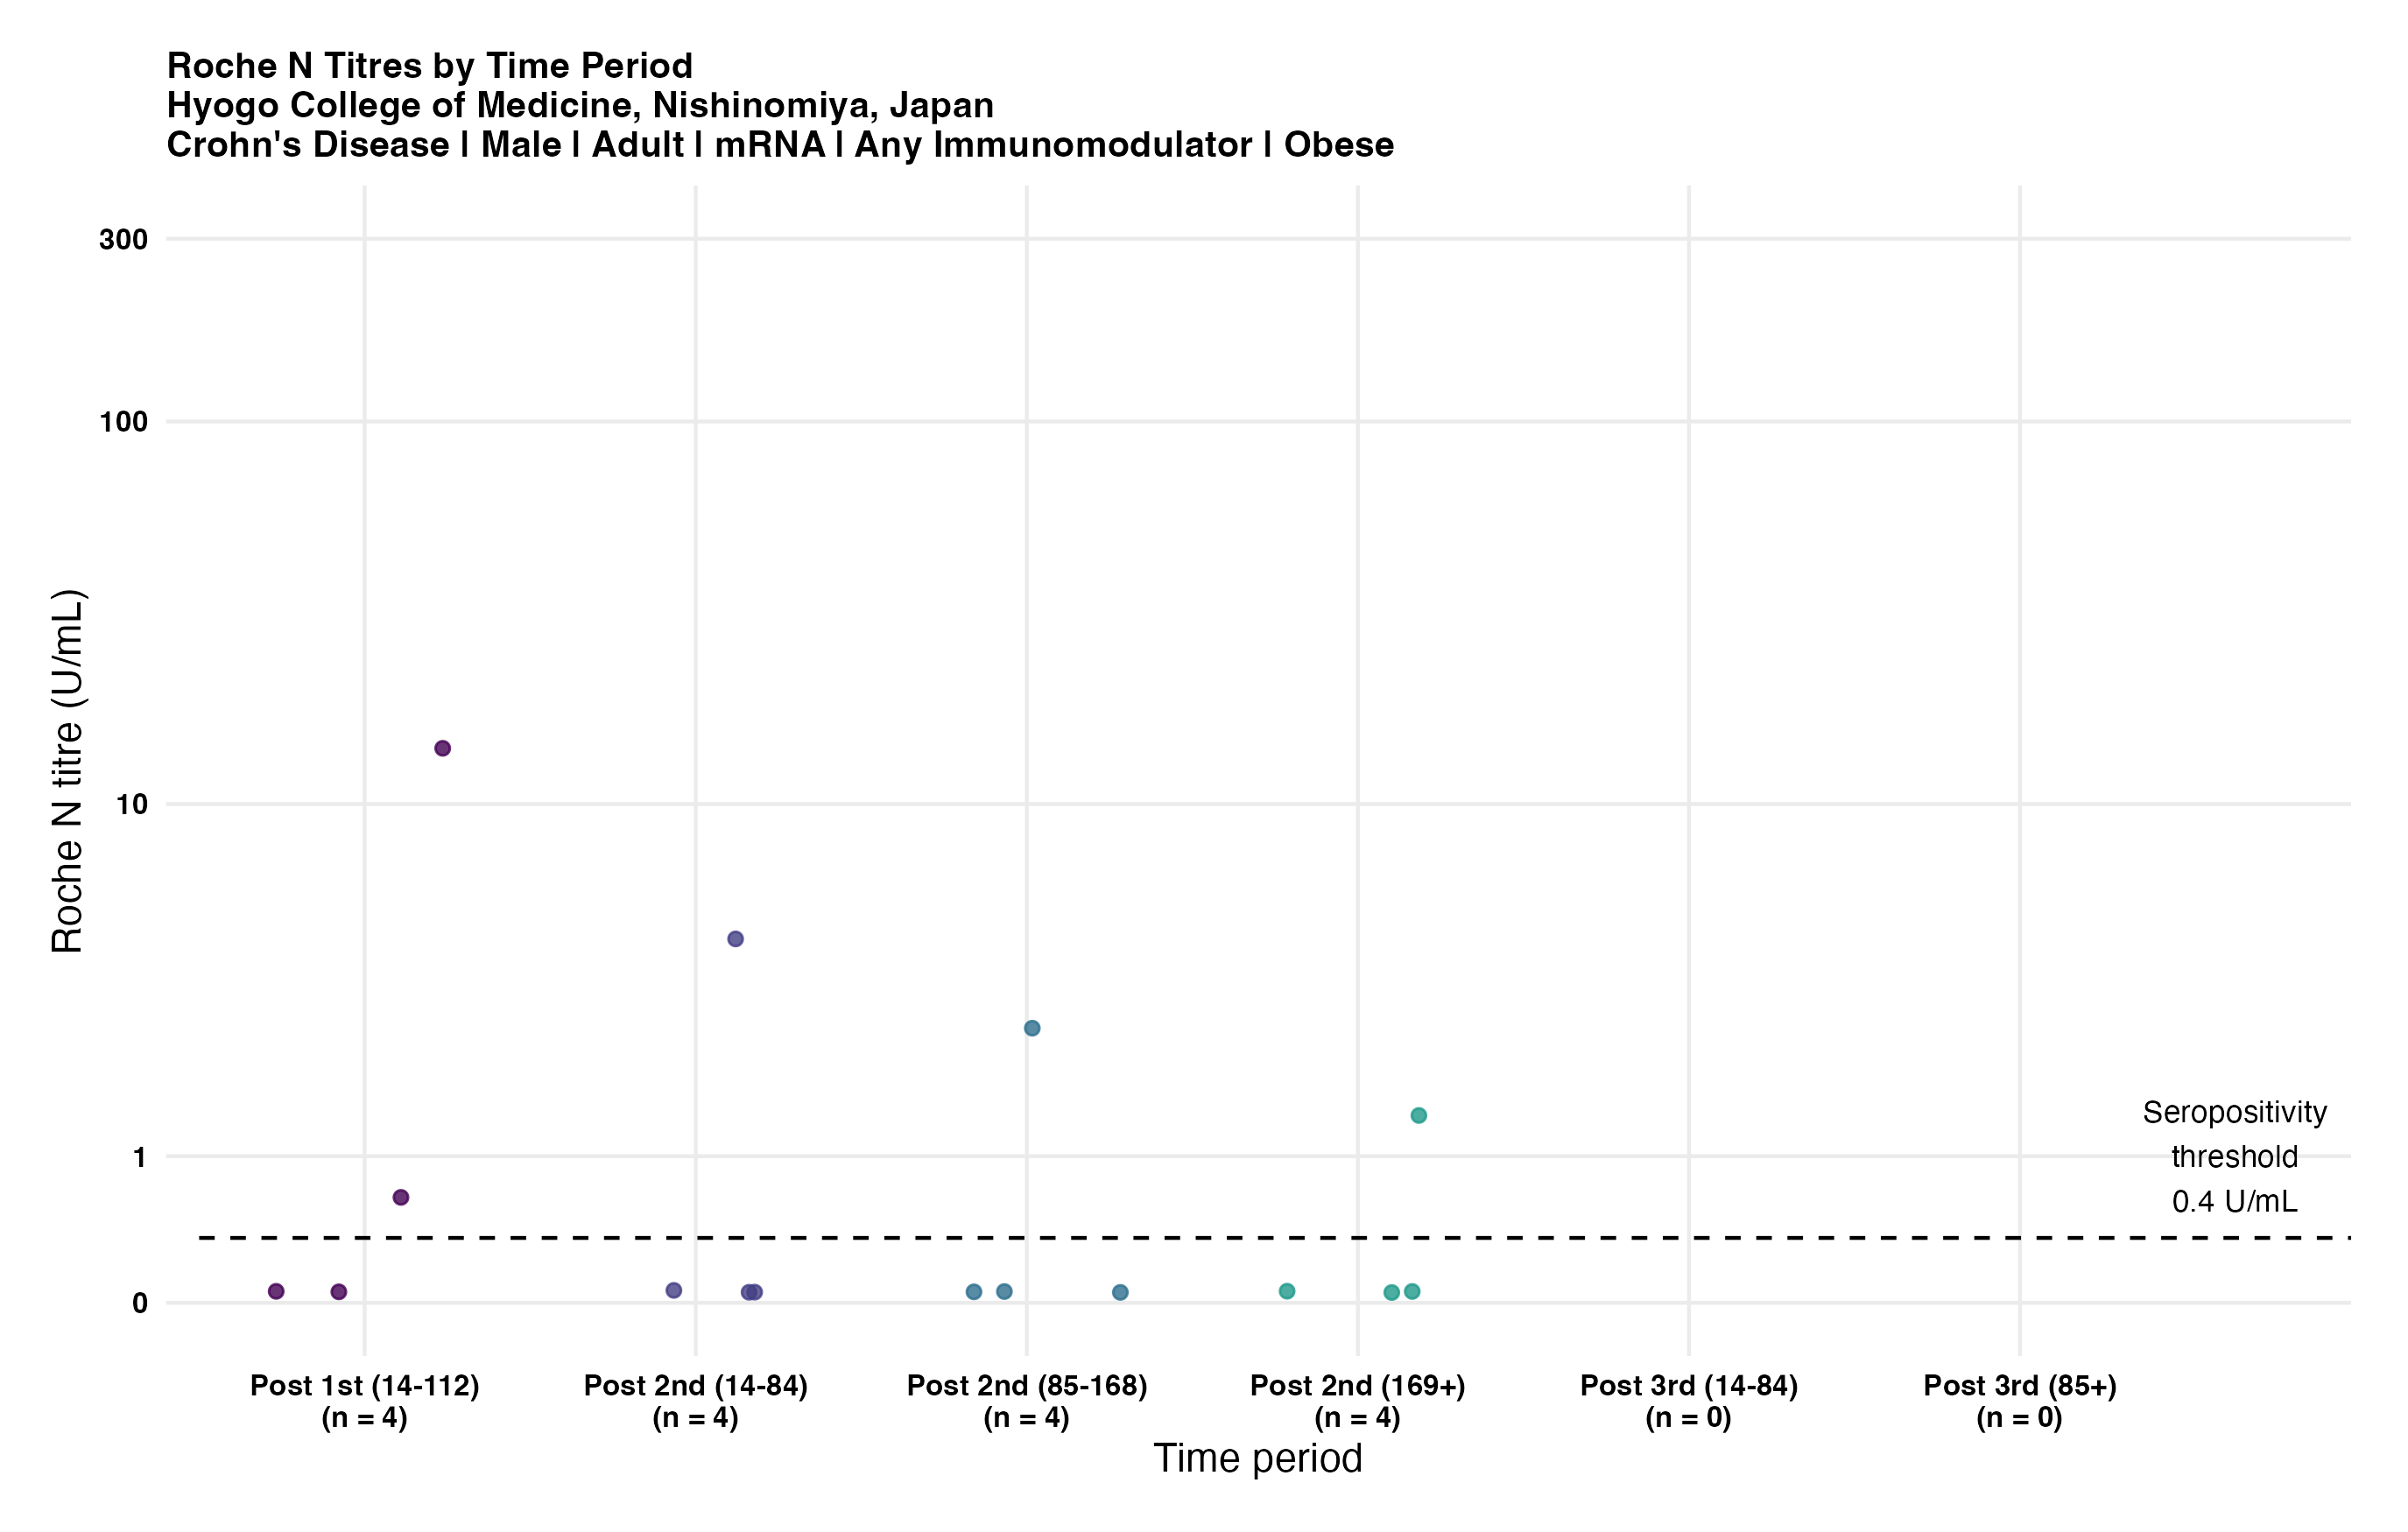 Roche N Titres by Time Period
Hyogo College of Medicine, Nishinomiya, Japan
Crohn's Disease | Male | Adult | mRNA | Any Immunomodulator | Obese
Roche N titre (U/mL)
300
100
10
1
0
Seropositivity
threshold
0.4 U/mL
Post 1st (14-112)
(n = 4)
Post 2nd (14-84)
(n = 4)
Post 2nd (85-168)
(n = 4)
Post 2nd (169+)
(n = 4)
Post 3rd (14-84)
(n = 0)
Post 3rd (85+)
(n = 0)
Time period